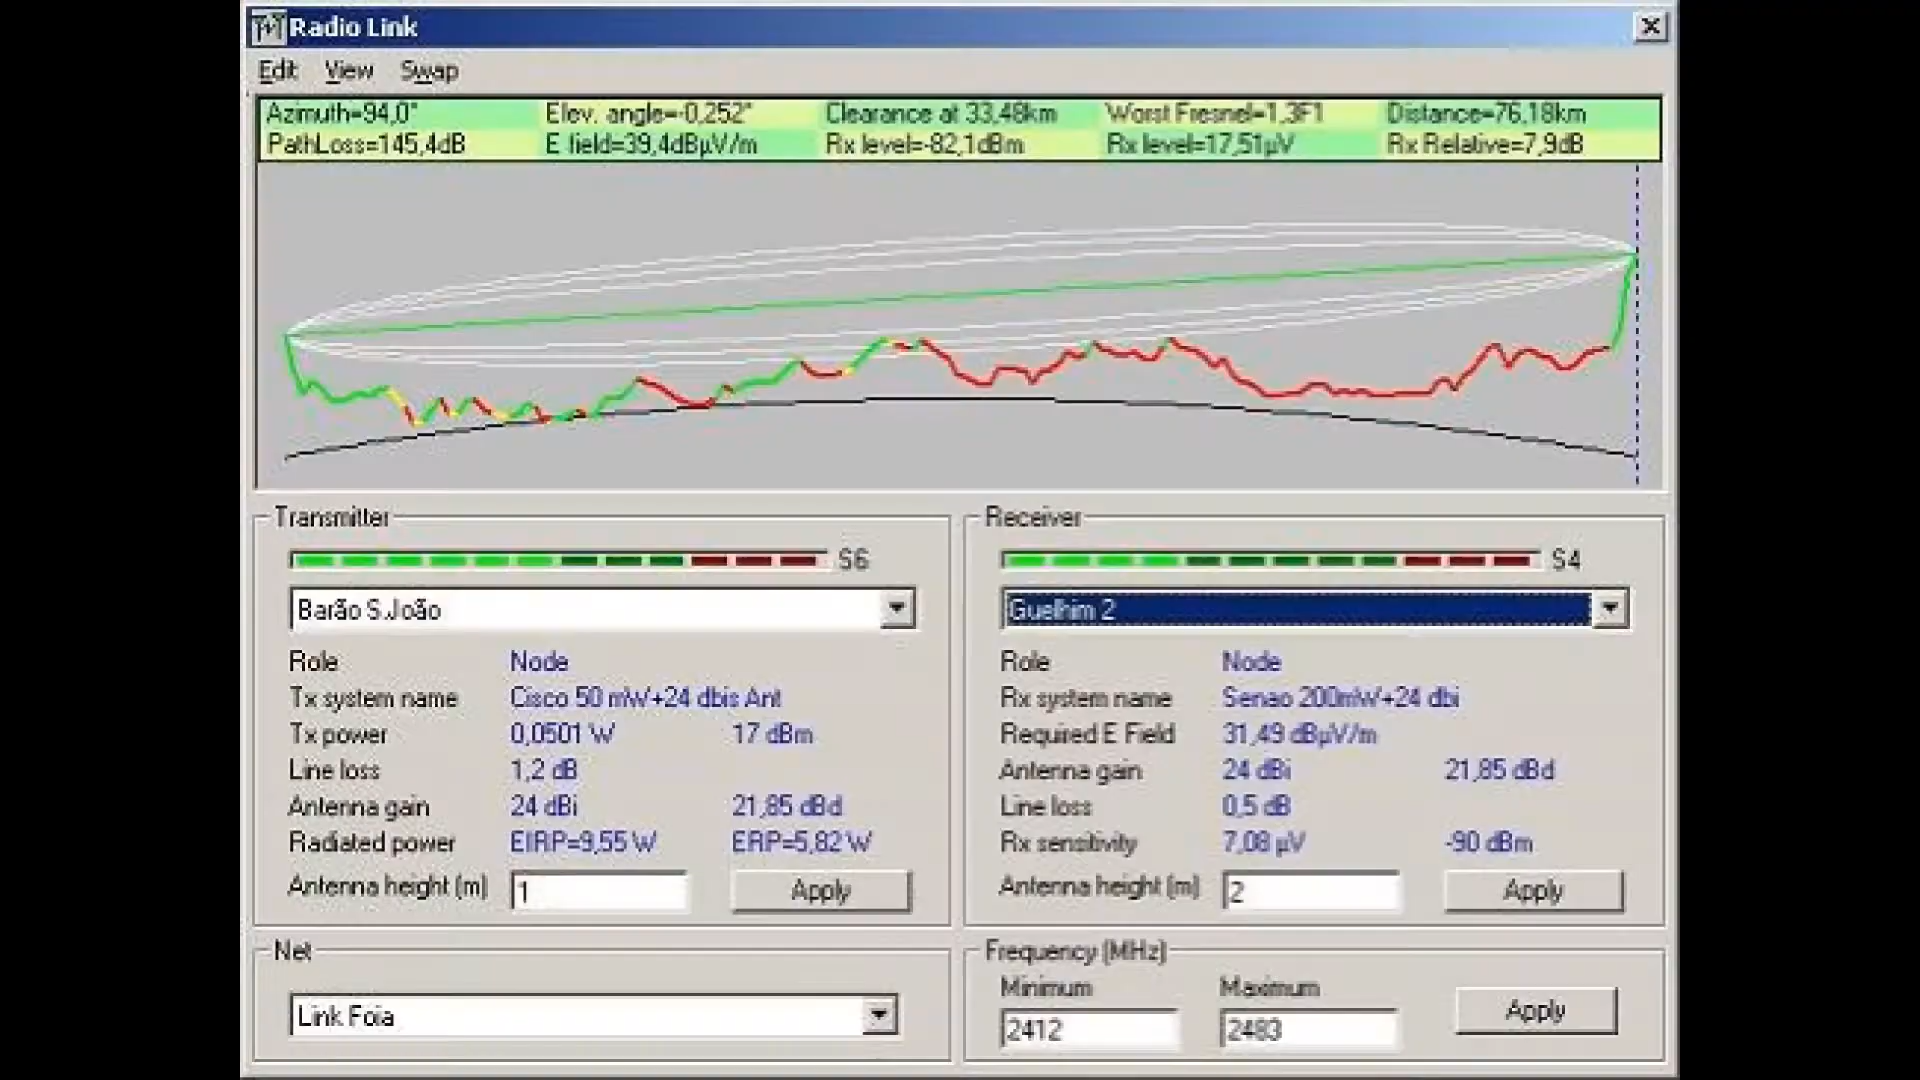 Radio Link
Edit View Swap
Azimuth=94,0° Elev. angle=-0,252° Clearance at 33,48km Worst Fresnel=1,3F1 Distance=76,18km
PathLoss=145,4dB E field=39,4dBµV/m Rx level=-82,1dBm Rx level=17,51µV Rx Relative=7,9dB
Transmitter
S6
Barão S.João
Role Node
Tx system name Cisco 50 mW+24 dbis Ant
Tx power 0,0501 W 17 dBm
Line loss 1,2 dB
Antenna gain 24 dBi 21,85 dBd
Radiated power EIRP=9,55 W ERP=5,82 W
Antenna height (m) 1 Apply
Receiver
S4
Guelhim 2
Role Node
Rx system name Senao 200mW+24 dbi
Required E Field 31,49 dBµV/m
Antenna gain 24 dBi 21,85 dBd
Line loss 0,5 dB
Rx sensitivity 7,08 µV -90 dBm
Antenna height (m) 2 Apply
Net
Link Foia
Frequency (MHz)
Minimum Maximum
2412 2483 Apply